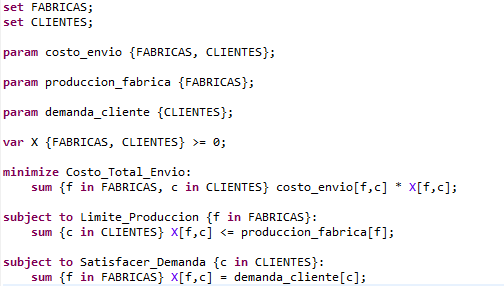 set FABRICAS;
set CLIENTES;

param costo_envio {FABRICAS, CLIENTES};

param produccion_fabrica {FABRICAS};

param demanda_cliente {CLIENTES};

var X {FABRICAS, CLIENTES} >= 0;

minimize Costo_Total_Envio:
    sum {f in FABRICAS, c in CLIENTES} costo_envio[f,c] * X[f,c];

subject to Limite_Produccion {f in FABRICAS}:
    sum {c in CLIENTES} X[f,c] <= produccion_fabrica[f];

subject to Satisfacer_Demanda {c in CLIENTES}:
    sum {f in FABRICAS} X[f,c] = demanda_cliente[c];